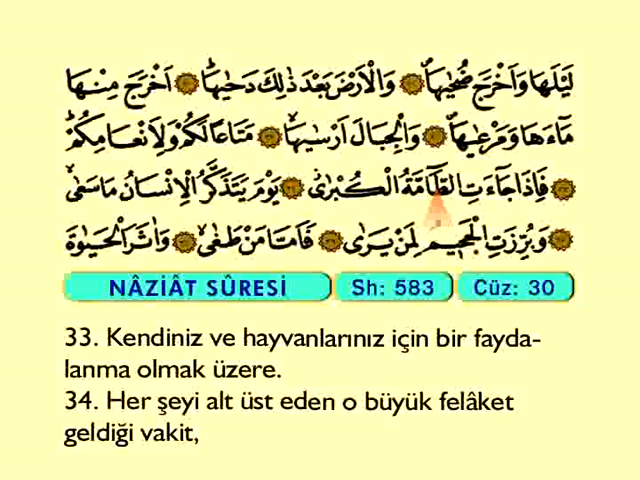 لَيْلَهَا وَاَخْرَجَ ضُحٰيهَاۖ وَالْاَرْضَ بَعْدَ ذٰلِكَ دَحٰيهَاۜ اَخْرَجَ مِنْهَا
مَٓاءَهَا وَمَرْعٰيهَاۖ وَالْجِبَالَ اَرْسٰيهَاۙ مَتَاعًا لَكُمْ وَلِاَنْعَامِكُمْۜ
فَاِذَا جَٓاءَتِ الطَّٓامَّةُ الْكُبْرٰىۘ يَوْمَ يَتَذَكَّرُ الْاِنْسَانُ مَا سَعٰىۙ
وَبُرِّزَتِ الْجَح۪يمُ لِمَنْ يَرٰى فَاَمَّا مَنْ طَغٰىۙ وَاٰثَرَ الْحَيٰوةَ
NÂZİÂT SÛRESİ Sh: 583 Cüz: 30
33. Kendiniz ve hayvanlarınız için bir fayda-
lanma olmak üzere.
34. Her şeyi alt üst eden o büyük felâket
geldiği vakit,